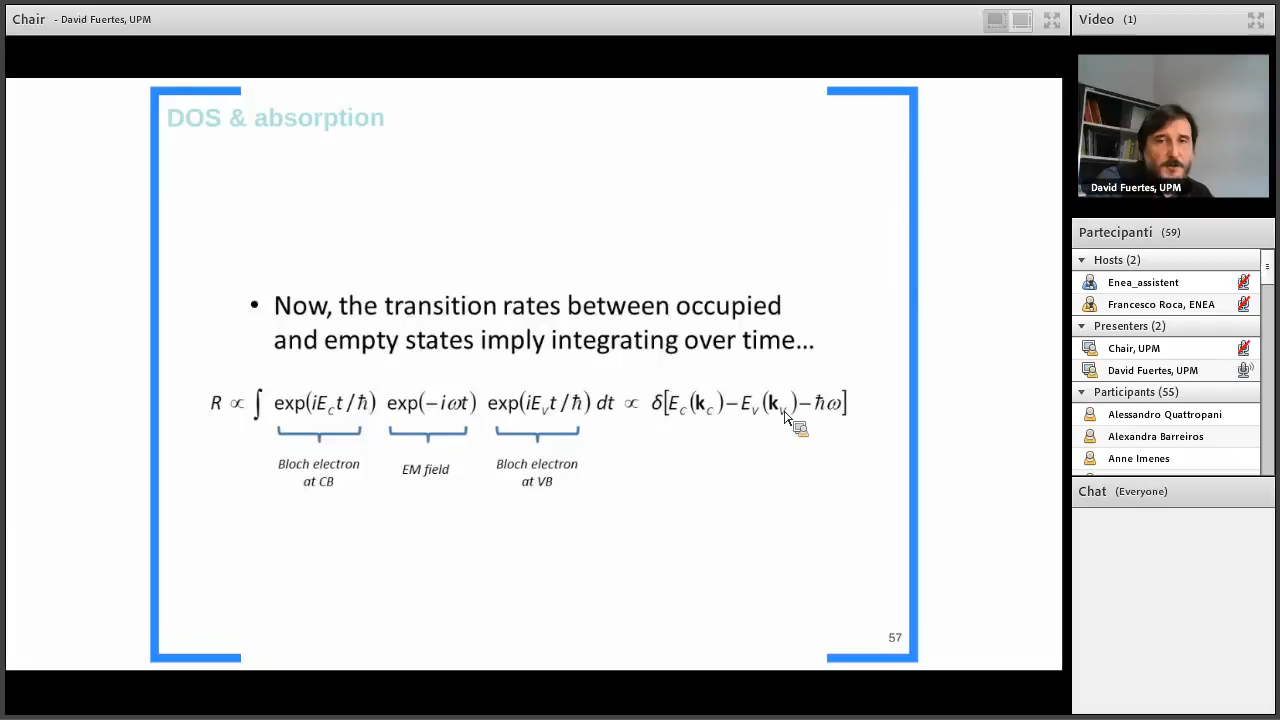 Chair - David Fuertes, UPM
Video (1)
DOS & absorption
David Fuertes, UPM
Partecipanti (59)
Hosts (2)
Enea_assistent
Francesco Roca, ENEA
Presenters (2)
Chair, UPM
David Fuertes, UPM
Participants (55)
Alessandro Quattropani
Alexandra Barreiros
Anne Imenes
Chat (Everyone)
• Now, the transition rates between occupied
and empty states imply integrating over time...
R ∝ ∫ exp(iE_c t/ħ) exp(−iωt) exp(iE_v t/ħ) dt ∝ δ[E_c(k_c)−E_v(k_v)−ħω]
Bloch electron
at CB
EM field
Bloch electron
at VB
57